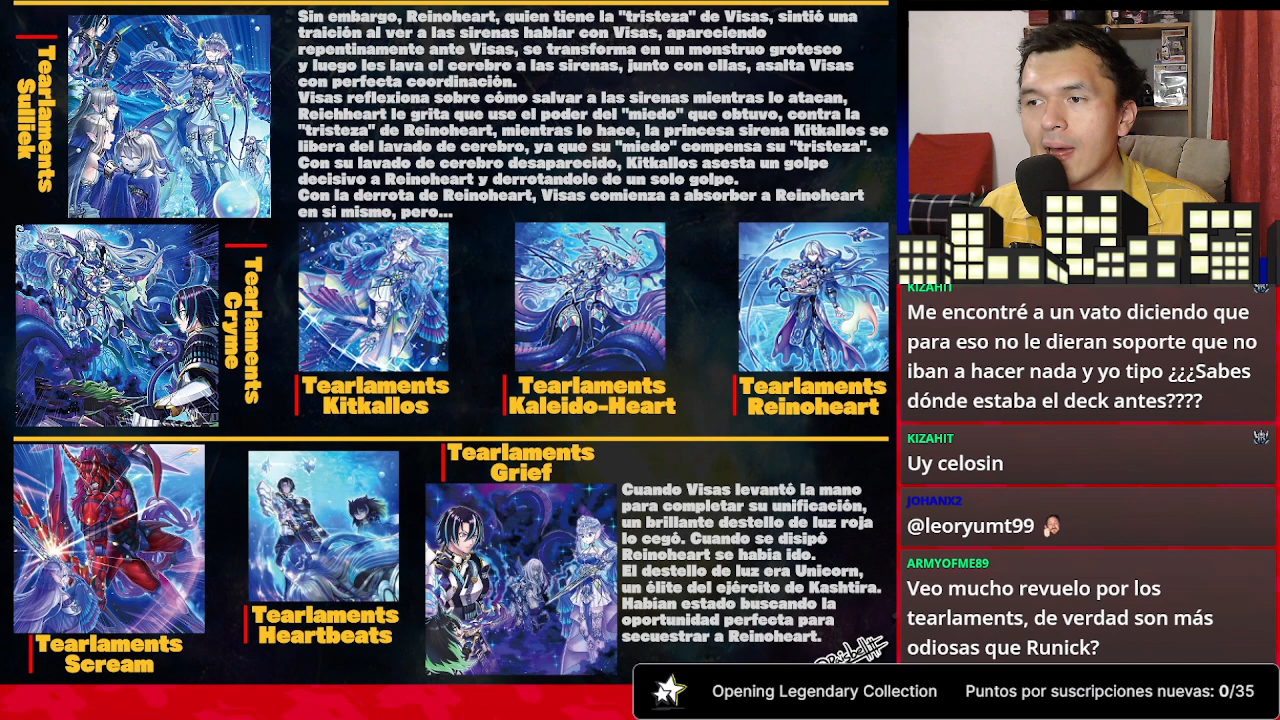 Sin embargo, Reinoheart, quien tiene la "tristeza" de Visas, sintió una
traición al ver a las sirenas hablar con Visas, apareciendo
repentinamente ante Visas, se transforma en un monstruo grotesco
y luego les lava el cerebro a las sirenas, junto con ellas, asalta Visas
con perfecta coordinación.
Visas reflexiona sobre cómo salvar a las sirenas mientras lo atacan,
Reichheart le grita que use el poder del "miedo" que obtuvo, contra la
"tristeza" de Reinoheart, mientras lo hace, la princesa sirena Kitkallos se
libera del lavado de cerebro, ya que su "miedo" compensa su "tristeza".
Con su lavado de cerebro desaparecido, Kitkallos asesta un golpe
decisivo a Reinoheart y derrotandole de un solo golpe.
Con la derrota de Reinoheart, Visas comienza a absorber a Reinoheart
en si mismo, pero...
Tearlaments
Sulliek
Tearlaments
Cryme
Tearlaments
Kitkallos
Tearlaments
Kaleido-Heart
Tearlaments
Reinoheart
Tearlaments
Scream
Tearlaments
Heartbeats
Tearlaments
Grief
Cuando Visas levantó la mano
para completar su unificación,
un brillante destello de luz roja
lo cegó. Cuando se disipó
Reinoheart se habia ido.
El destello de luz era Unicorn,
un élite del ejército de Kashtira.
Habían estado buscando la
oportunidad perfecta para
secuestrar a Reinoheart.
KIZAHIT
Me encontré a un vato diciendo que
para eso no le dieran soporte que no
iban a hacer nada y yo tipo ¿¿¿Sabes
dónde estaba el deck antes????
KIZAHIT
Uy celosin
JOHANX2
@leoryumt99
ARMYOFME89
Veo mucho revuelo por los
tearlaments, de verdad son más
odiosas que Runick?
Opening Legendary Collection
Puntos por suscripciones nuevas: 0/35